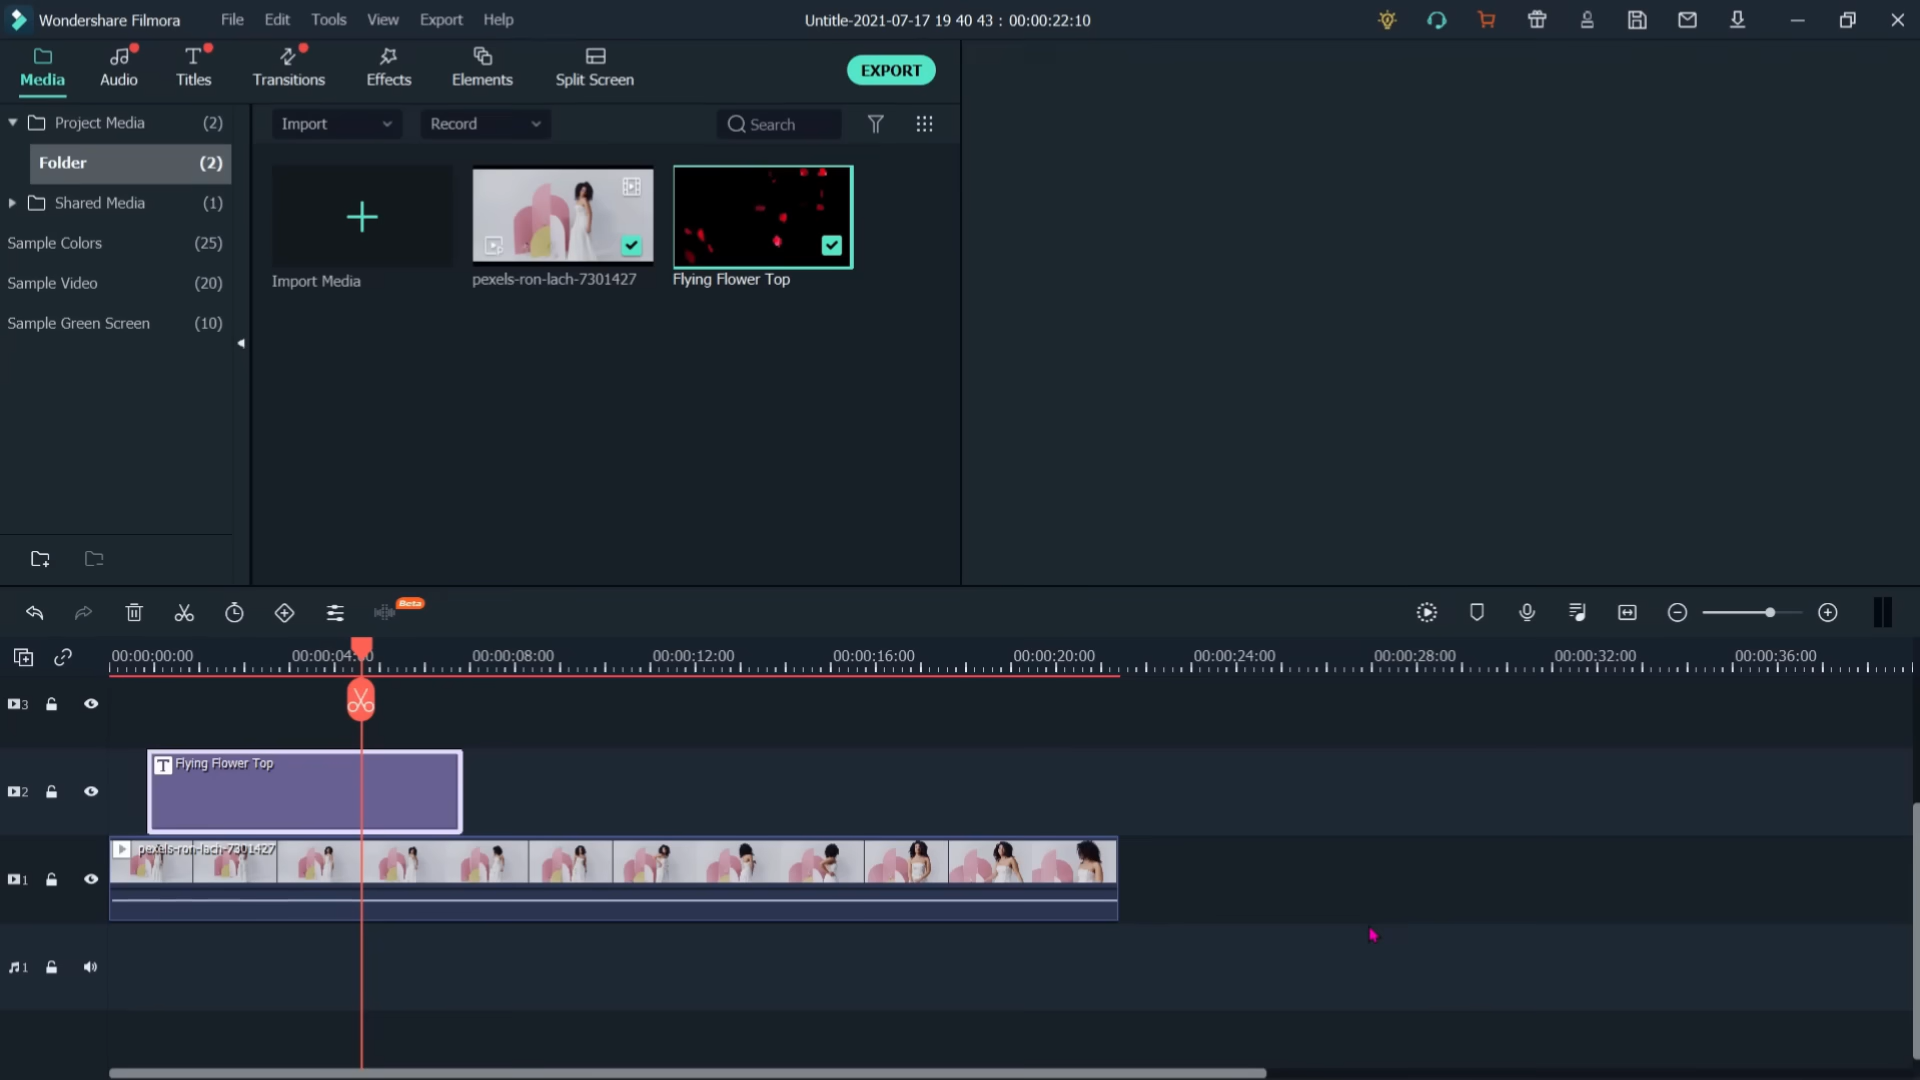 Wondershare Filmora File Edit Tools View Export Help Untitle-2021-07-17 19 40 43 : 00:00:22:10
Media Audio Titles Transitions Effects Elements Split Screen EXPORT
Project Media (2) Import Record Search
Folder (2)
Shared Media (1)
Sample Colors (25)
Sample Video (20)
Sample Green Screen (10)
Import Media pexels-ron-lach-7301427 Flying Flower Top
Beta
00:00:00:00 00:00:08:00 00:00:12:00 00:00:16:00 00:00:20:00 00:00:24:00 00:00:28:00 00:00:32:00 00:00:36:00
3
T Flying Flower Top
2
pexels-ron-lach-7301427
1
1